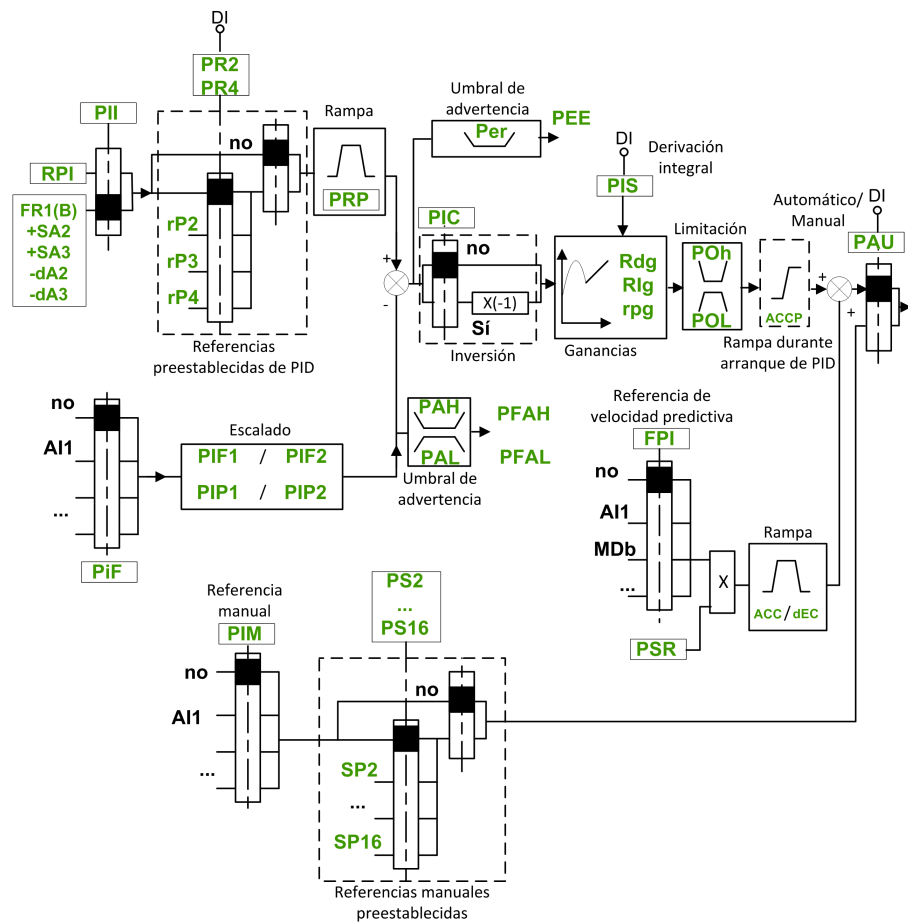 DI
PR2
PR4
PII
RPI
FR1(B)
+SA2
+SA3
-dA2
-dA3
no
rP2
rP3
rP4
Referencias
preestablecidas de PID
Rampa
PRP
+
-
Umbral de
advertencia
Per
PEE
PIC
no
X(-1)
Sí
Inversión
DI
Derivación
integral
PIS
Rdg
RIg
rpg
Ganancias
Limitación
POh
POL
ACCP
Rampa durante
arranque de PID
Automático/
Manual
DI
PAU
+
+
+
no
AI1
...
PiF
Escalado
PIF1 / PIF2
PIP1 / PIP2
PAH
PAL
PFAH
PFAL
Umbral de
advertencia
Referencia de
velocidad predictiva
FPI
no
AI1
MDb
...
PSR
X
Rampa
ACC/dEC
Referencia
manual
PIM
no
AI1
...
PS2
...
PS16
no
SP2
...
SP16
Referencias manuales
preestablecidas